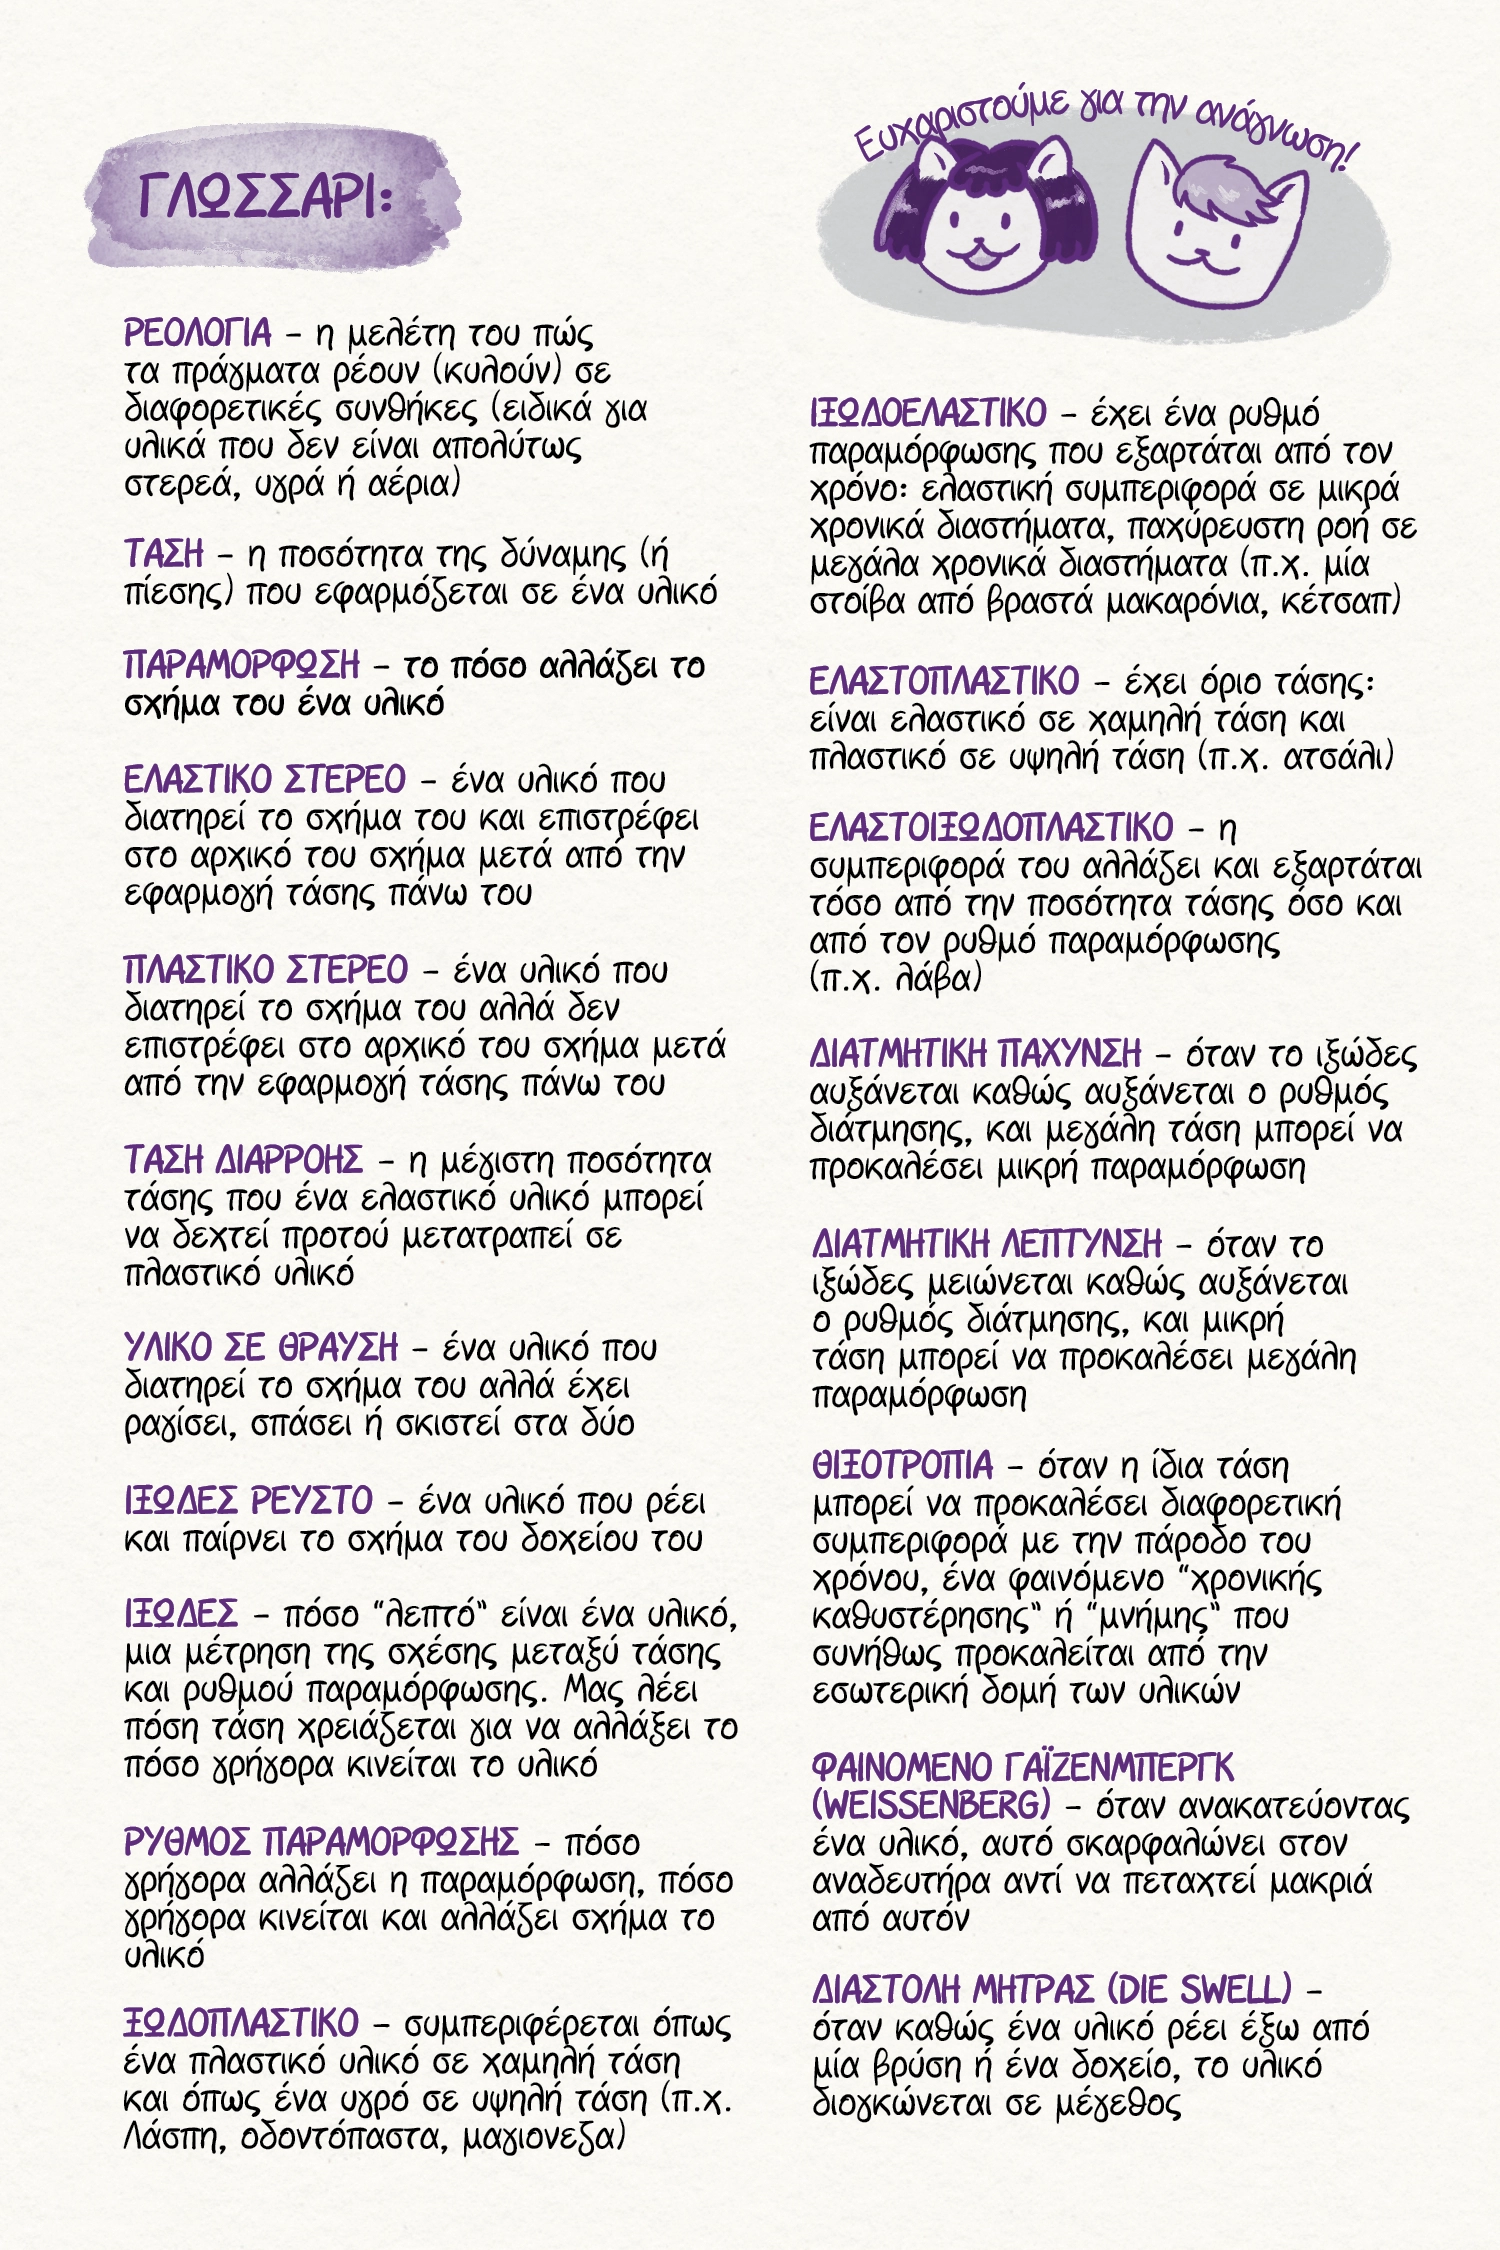 ΓΛΩΣΣΑΡΙ:
ΡΕΟΛΟΓΙΑ – η μελέτη του πώς
τα πράγματα ρέουν (κυλούν) σε
διαφορετικές συνθήκες (ειδικά για
υλικά που δεν είναι απολύτως
στερεά, υγρά ή αέρια)
ΤΑΣΗ – η ποσότητα της δύναμης (ή
πίεσης) που εφαρμόζεται σε ένα υλικό
ΠΑΡΑΜΟΡΦΩΣΗ – το πόσο αλλάζει το
σχήμα του ένα υλικό
ΕΛΑΣΤΙΚΟ ΣΤΕΡΕΟ – ένα υλικό που
διατηρεί το σχήμα του και επιστρέφει
στο αρχικό του σχήμα μετά από την
εφαρμογή τάσης πάνω του
ΠΛΑΣΤΙΚΟ ΣΤΕΡΕΟ – ένα υλικό που
διατηρεί το σχήμα του αλλά δεν
επιστρέφει στο αρχικό του σχήμα μετά
από την εφαρμογή τάσης πάνω του
ΤΑΣΗ ΔΙΑΡΡΟΗΣ – η μέγιστη ποσότητα
τάσης που ένα ελαστικό υλικό μπορεί
να δεχτεί προτού μετατραπεί σε
πλαστικό υλικό
ΥΛΙΚΟ ΣΕ ΘΡΑΥΣΗ – ένα υλικό που
διατηρεί το σχήμα του αλλά έχει
ραγίσει, σπάσει ή σκιστεί στα δύο
ΙΞΩΔΕΣ ΡΕΥΣΤΟ – ένα υλικό που ρέει
και παίρνει το σχήμα του δοχείου του
ΙΞΩΔΕΣ – πόσο "λεπτό" είναι ένα υλικό,
μια μέτρηση της σχέσης μεταξύ τάσης
και ρυθμού παραμόρφωσης. Μας λέει
πόση τάση χρειάζεται για να αλλάξει το
πόσο γρήγορα κινείται το υλικό
ΡΥΘΜΟΣ ΠΑΡΑΜΟΡΦΩΣΗΣ – πόσο
γρήγορα αλλάζει η παραμόρφωση, πόσο
γρήγορα κινείται και αλλάζει σχήμα το
υλικό
ΞΩΔΟΠΛΑΣΤΙΚΟ – συμπεριφέρεται όπως
ένα πλαστικό υλικό σε χαμηλή τάση
και όπως ένα υγρό σε υψηλή τάση (π.χ.
Λάσπη, οδοντόπαστα, μαγιονεζα)
Ευχαριστούμε για την ανάγνωση!
ΙΞΩΔΟΕΛΑΣΤΙΚΟ – έχει ένα ρυθμό
παραμόρφωσης που εξαρτάται από τον
χρόνο: ελαστική συμπεριφορά σε μικρά
χρονικά διαστήματα, παχύρευστη ροή σε
μεγάλα χρονικά διαστήματα (π.χ. μία
στοίβα από βραστά μακαρόνια, κέτσαπ)
ΕΛΑΣΤΟΠΛΑΣΤΙΚΟ – έχει όριο τάσης:
είναι ελαστικό σε χαμηλή τάση και
πλαστικό σε υψηλή τάση (π.χ. ατσάλι)
ΕΛΑΣΤΟΙΞΩΔΟΠΛΑΣΤΙΚΟ – η
συμπεριφορά του αλλάζει και εξαρτάται
τόσο από την ποσότητα τάσης όσο και
από τον ρυθμό παραμόρφωσης
(π.χ. λάβα)
ΔΙΑΤΜΗΤΙΚΗ ΠΑΧΥΝΣΗ – όταν το ιξώδες
αυξάνεται καθώς αυξάνεται ο ρυθμός
διάτμησης, και μεγάλη τάση μπορεί να
προκαλέσει μικρή παραμόρφωση
ΔΙΑΤΜΗΤΙΚΗ ΛΕΠΤΥΝΣΗ – όταν το
ιξώδες μειώνεται καθώς αυξάνεται
ο ρυθμός διάτμησης, και μικρή
τάση μπορεί να προκαλέσει μεγάλη
παραμόρφωση
ΘΙΞΟΤΡΟΠΙΑ – όταν η ίδια τάση
μπορεί να προκαλέσει διαφορετική
συμπεριφορά με την πάροδο του
χρόνου, ένα φαινόμενο "χρονικής
καθυστέρησης" ή "μνήμης" που
συνήθως προκαλείται από την
εσωτερική δομή των υλικών
ΦΑΙΝΟΜΕΝΟ ΓΑΪΖΕΝΜΠΕΡΓΚ
(WEISSENBERG) – όταν ανακατεύοντας
ένα υλικό, αυτό σκαρφαλώνει στον
αναδευτήρα αντί να πεταχτεί μακριά
από αυτόν
ΔΙΑΣΤΟΛΗ ΜΗΤΡΑΣ (DIE SWELL) –
όταν καθώς ένα υλικό ρέει έξω από
μία βρύση ή ένα δοχείο, το υλικό
διογκώνεται σε μέγεθος